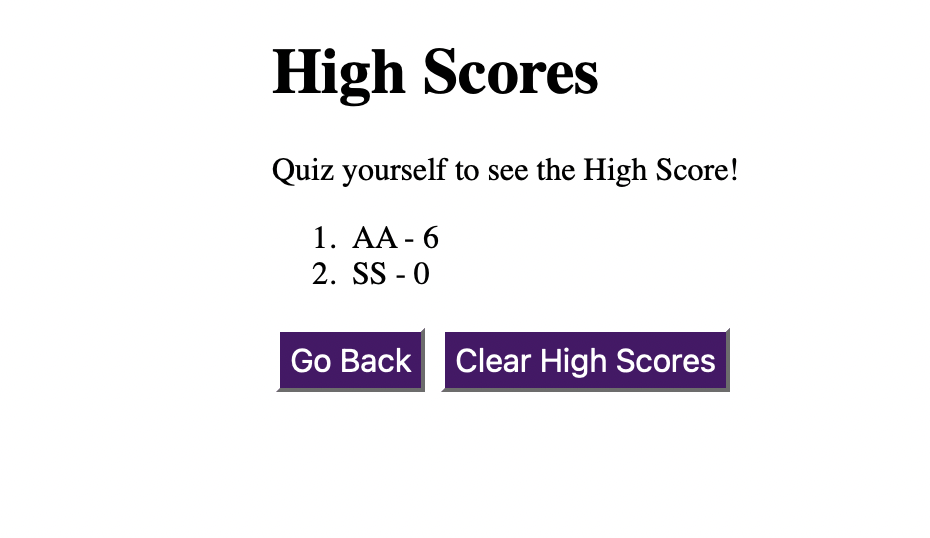 High Scores
Quiz yourself to see the High Score!
1. AA - 6
2. SS - 0
Go Back Clear High Scores